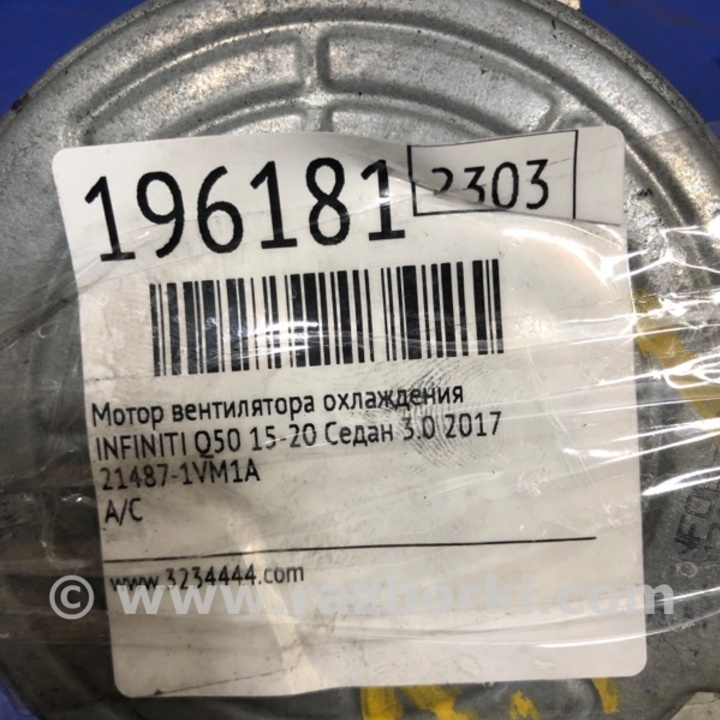 196181 2303
Мотор вентилятора охлаждения
INFINITI Q50 15-20 Седан 3.0 2017
21487-1VM1A
A/C
www.3234444.com
© www.razborki.com